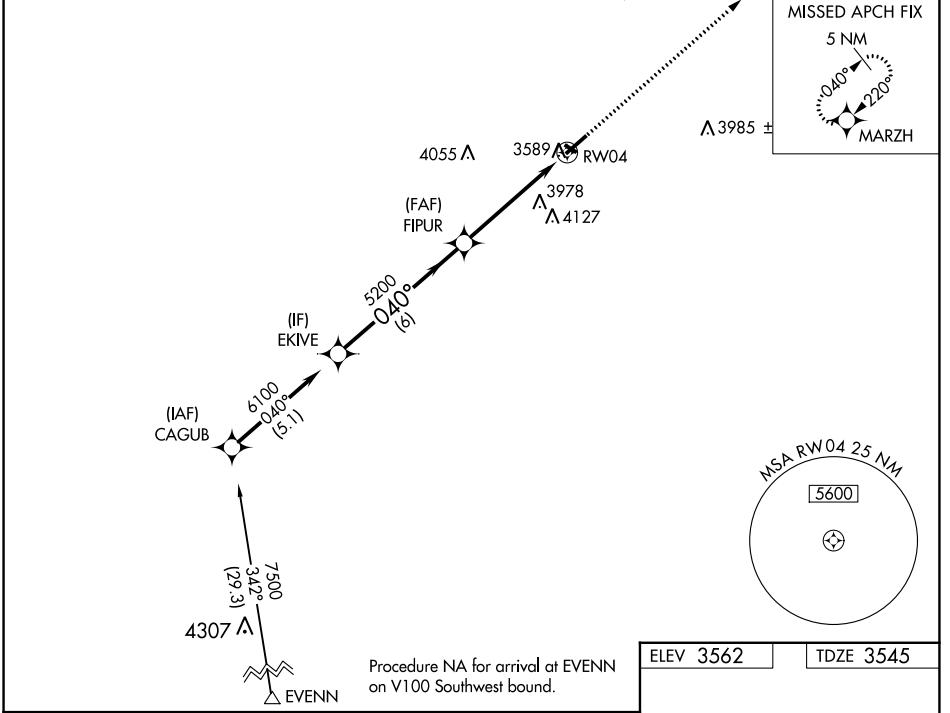 MISSED APCH FIX
5 NM
040°
220°
MARZH
3985 ±
4055
3589
RW04
3978
4127
(FAF)
FIPUR
5200
040°
(6)
(IF)
EKIVE
6100
040°
(5.1)
(IAF)
CAGUB
MSA RW04 25 NM
5600
7500
342°
(29.3)
4307
EVENN
Procedure NA for arrival at EVENN
on V100 Southwest bound.
ELEV 3562
TDZE 3545